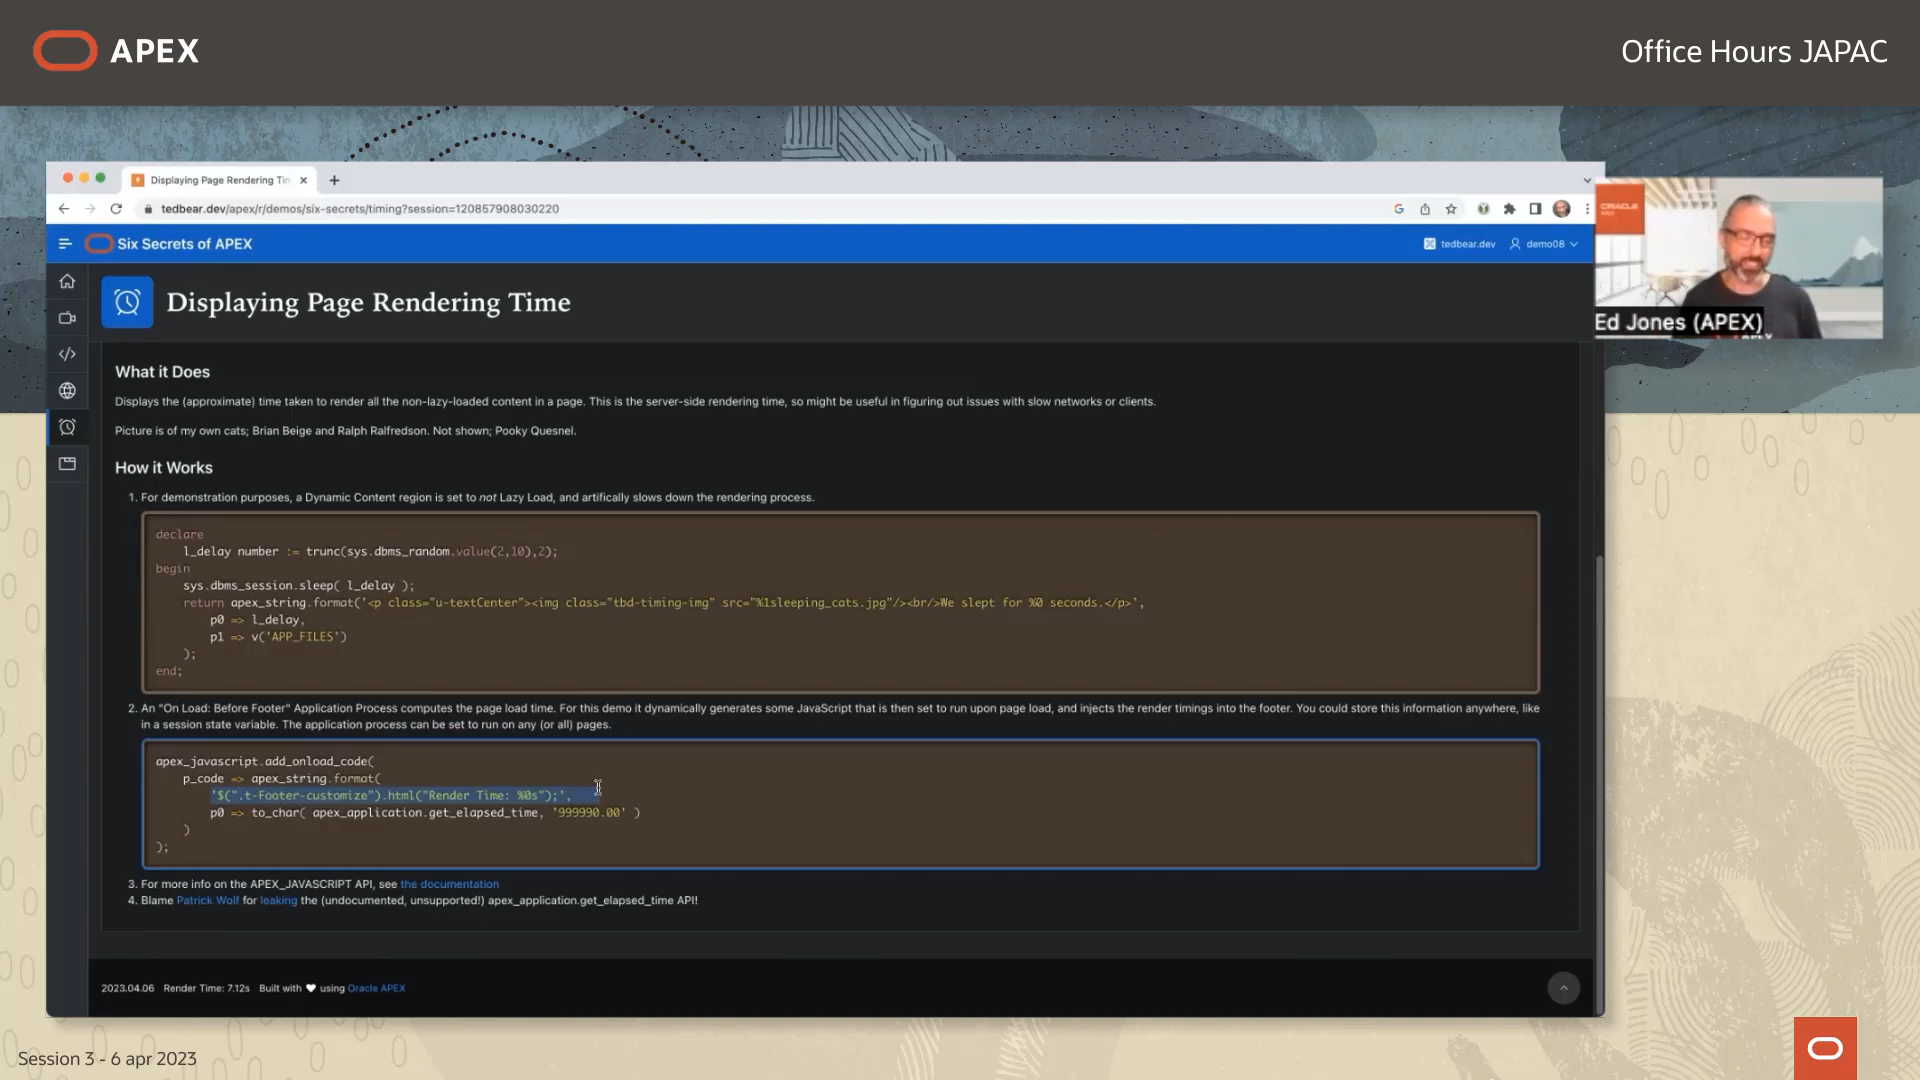 APEX
Office Hours JAPAC
Displaying Page Rendering Tim
tedbear.dev/apex/r/demos/six-secrets/timing?session=120857908030220
Six Secrets of APEX
tedbear.dev
demo08
ORACLE
Ed Jones (APEX)
Displaying Page Rendering Time
What it Does
Displays the (approximate) time taken to render all the non-lazy-loaded content in a page. This is the server-side rendering time, so might be useful in figuring out issues with slow networks or clients.
Picture is of my own cats; Brian Beige and Ralph Ralfredson. Not shown; Pooky Quesnel.
How it Works
1. For demonstration purposes, a Dynamic Content region is set to not Lazy Load, and artifically slows down the rendering process.
declare
l_delay number := trunc(sys.dbms_random.value(2,10),2);
begin
sys.dbms_session.sleep( l_delay );
return apex_string.format('<p class="u-textCenter"><img class="tbd-timing-img" src="%1sleeping_cats.jpg"/><br/>We slept for %0 seconds.</p>',
p0 => l_delay,
p1 => v('APP_FILES')
);
end;
2. An "On Load: Before Footer" Application Process computes the page load time. For this demo it dynamically generates some JavaScript that is then set to run upon page load, and injects the render timings into the footer. You could store this information anywhere, like
in a session state variable. The application process can be set to run on any (or all) pages.
apex_javascript.add_onload_code(
p_code => apex_string.format(
'$(".t-Footer-customize").html("Render Time: %0s");',
p0 => to_char( apex_application.get_elapsed_time, '999990.00' )
)
);
3. For more info on the APEX_JAVASCRIPT API, see the documentation
4. Blame Patrick Wolf for leaking the (undocumented, unsupported!) apex_application.get_elapsed_time API!
2023.04.06 Render Time: 7.12s Built with ♥ using Oracle APEX
Session 3 - 6 apr 2023